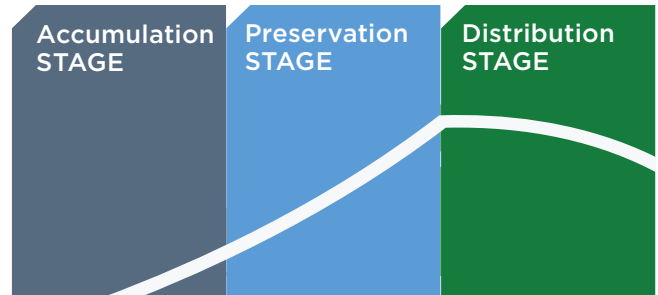 Accumulation
STAGE
Preservation
STAGE
Distribution
STAGE